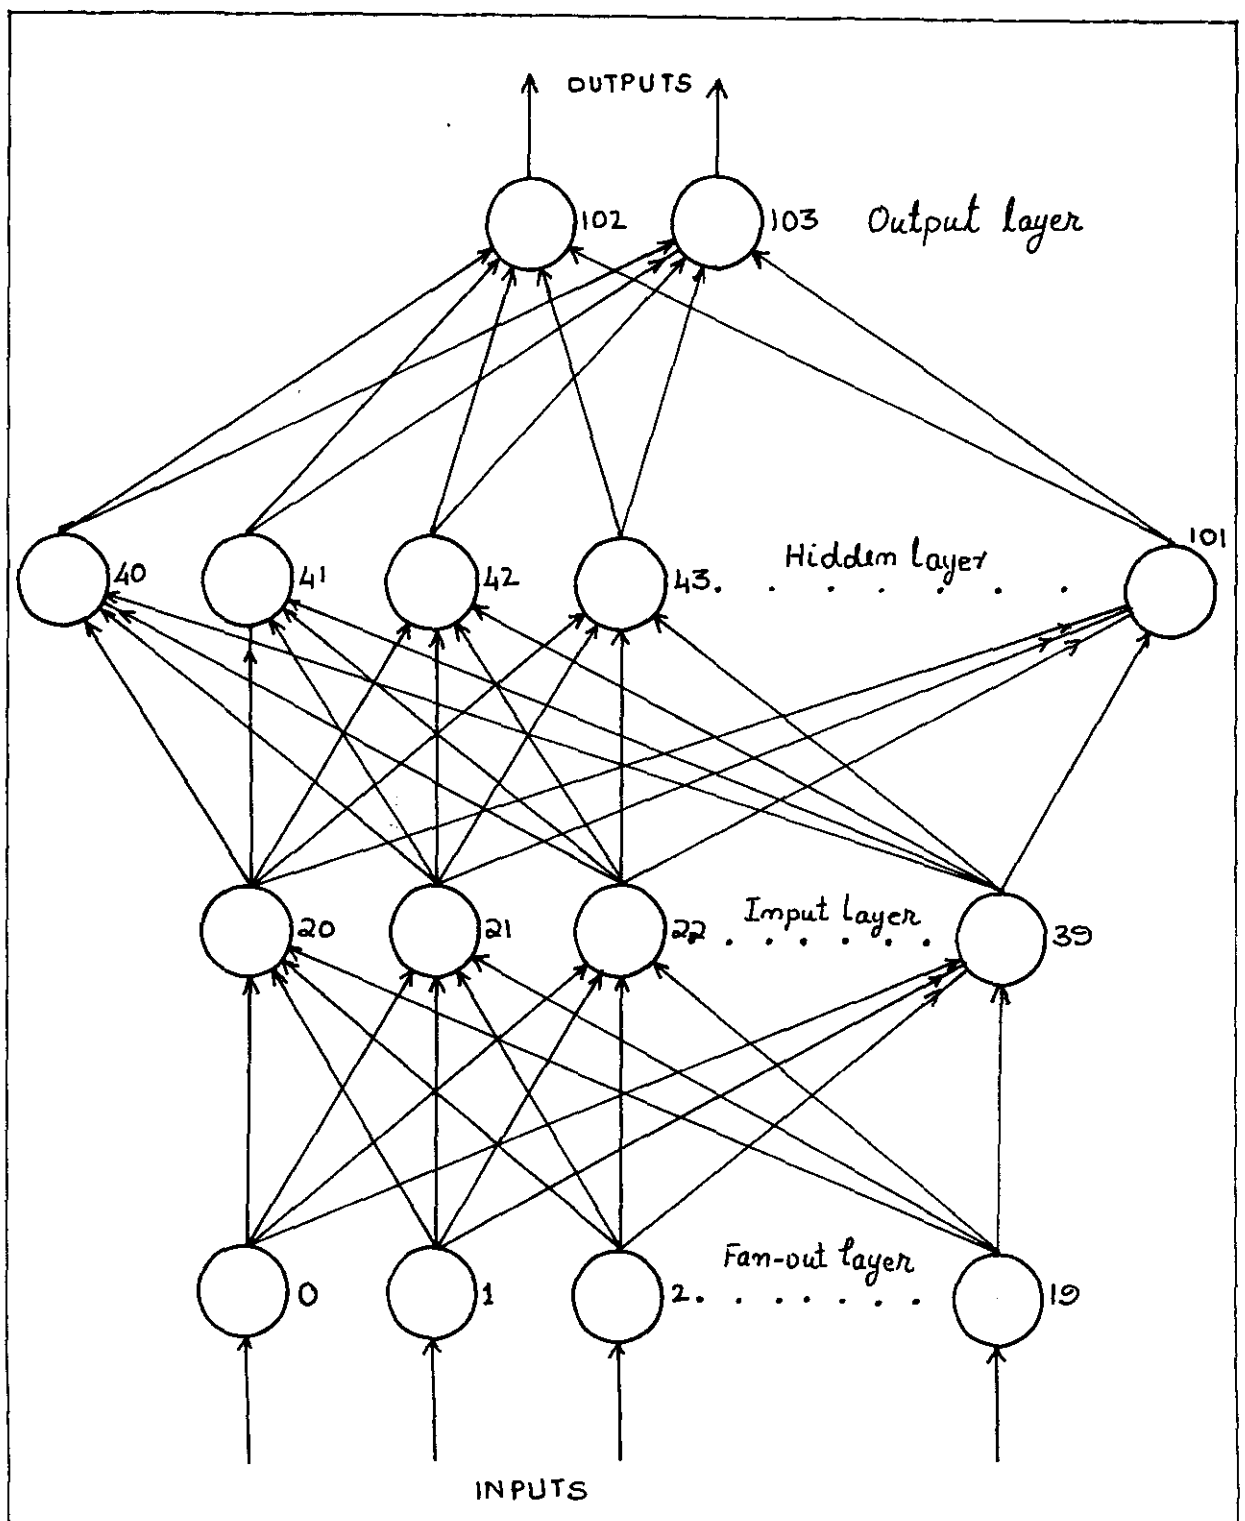 OUTPUTS
102 103 Output layer
101
40 41 42 43. . . . . . . Hidden layer
20 21 22. . . . . . Input layer 39
0 1 2. . . . . . . Fan-out layer 19
INPUTS